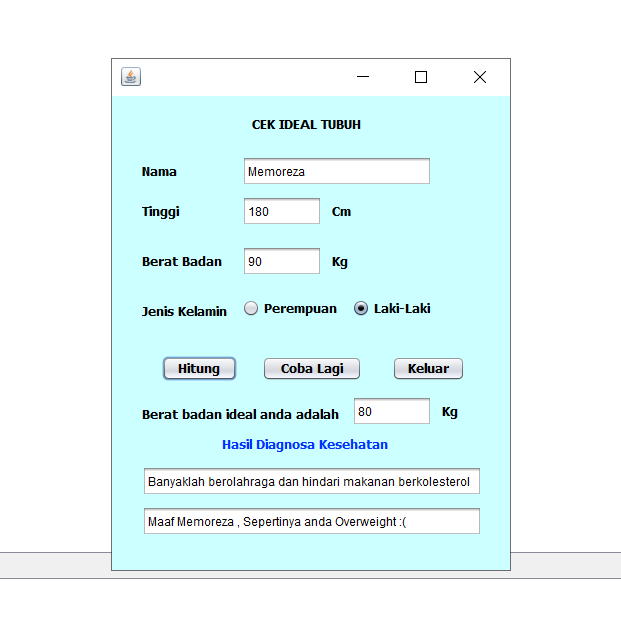 CEK IDEAL TUBUH
Nama Memoreza
Tinggi 180 Cm
Berat Badan 90 Kg
Jenis Kelamin Perempuan Laki-Laki
Hitung Coba Lagi Keluar
Berat badan ideal anda adalah 80 Kg
Hasil Diagnosa Kesehatan
Banyaklah berolahraga dan hindari makanan berkolesterol
Maaf Memoreza , Sepertinya anda Overweight :(